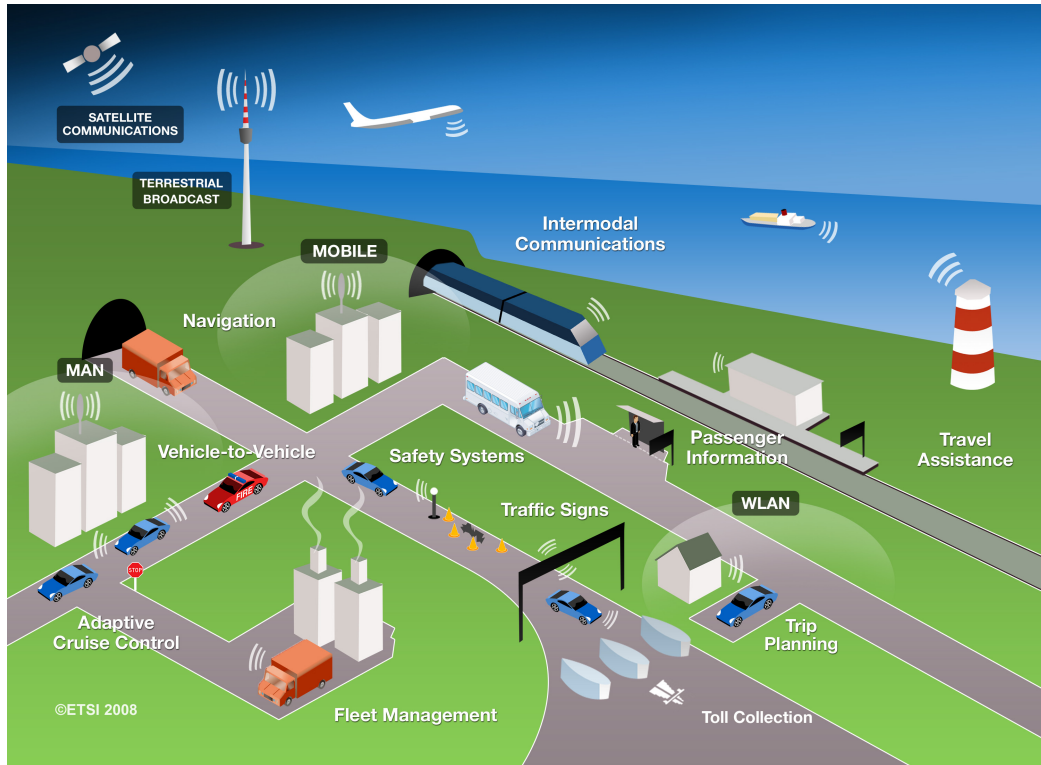 SATELLITE
COMMUNICATIONS
TERRESTRIAL
BROADCAST
Intermodal
Communications
MOBILE
Navigation
MAN
Vehicle-to-Vehicle
Safety Systems
Passenger
Information
Travel
Assistance
FIRE
Traffic Signs
WLAN
STOP
Adaptive
Cruise Control
Trip
Planning
©ETSI 2008
Fleet Management
Toll Collection